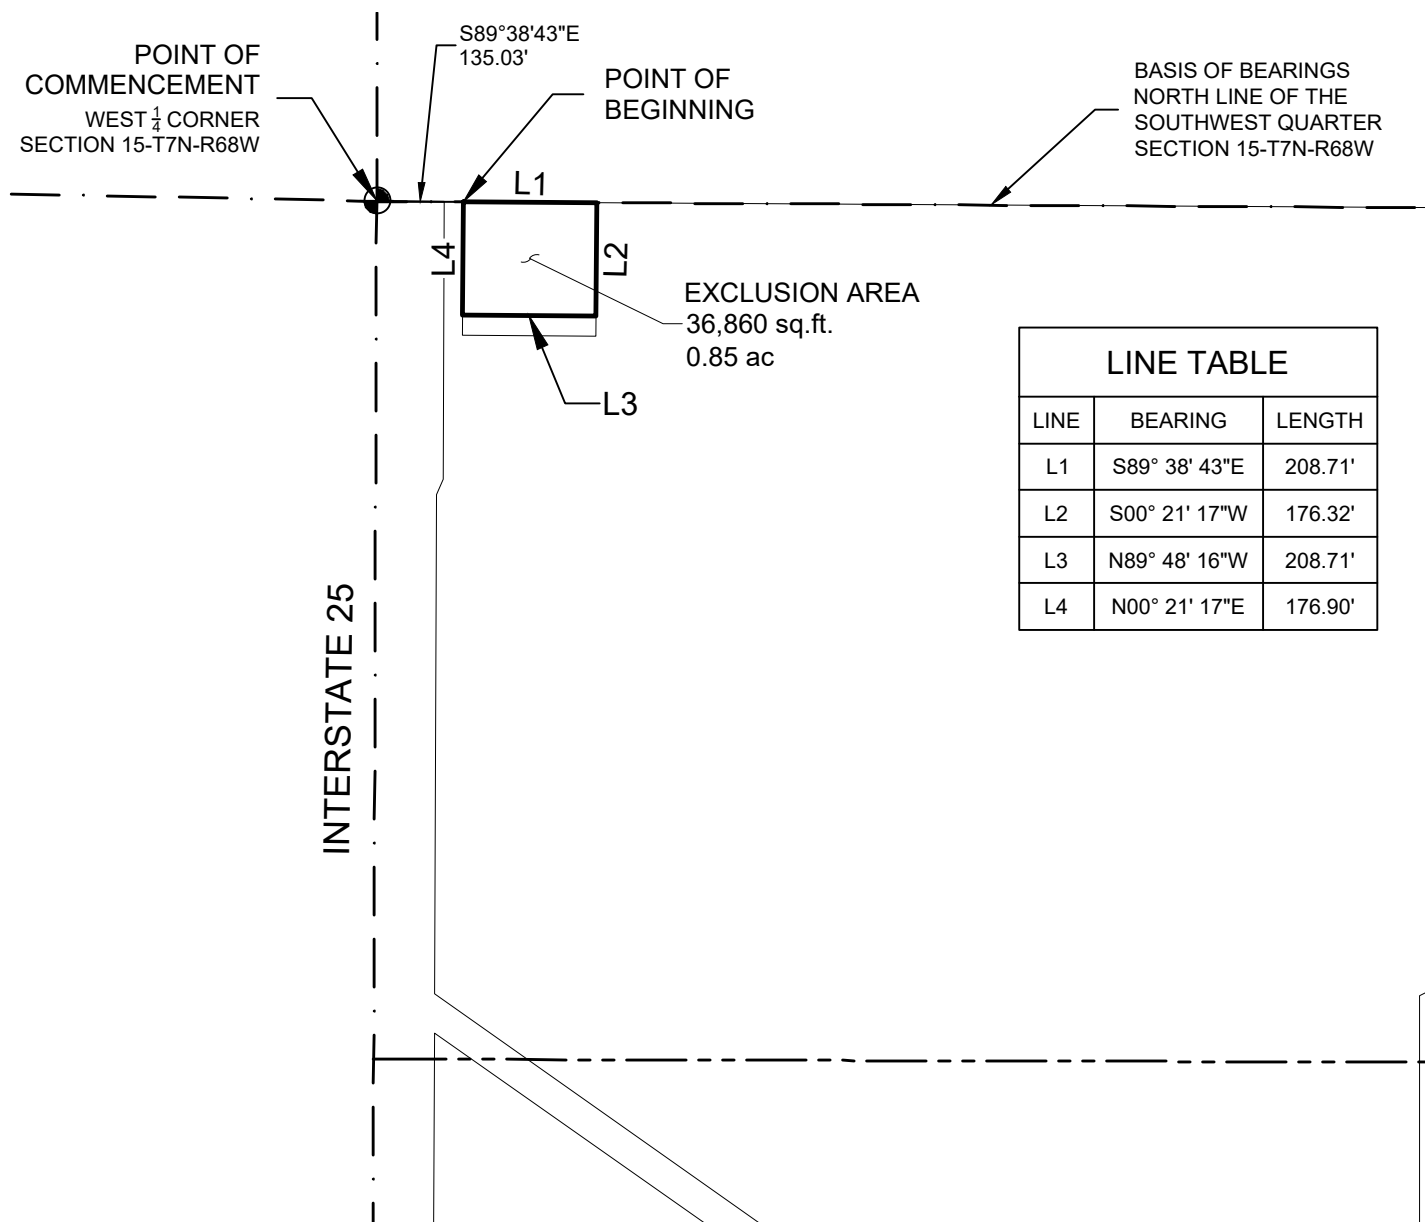 POINT OF
COMMENCEMENT
WEST 1/4 CORNER
SECTION 15-T7N-R68W
S89°38'43"E
135.03'
POINT OF
BEGINNING
BASIS OF BEARINGS
NORTH LINE OF THE
SOUTHWEST QUARTER
SECTION 15-T7N-R68W
L1
L4
L2
EXCLUSION AREA
36,860 sq.ft.
0.85 ac
L3
INTERSTATE 25
LINE TABLE
LINE BEARING LENGTH
L1 S89° 38' 43"E 208.71'
L2 S00° 21' 17"W 176.32'
L3 N89° 48' 16"W 208.71'
L4 N00° 21' 17"E 176.90'